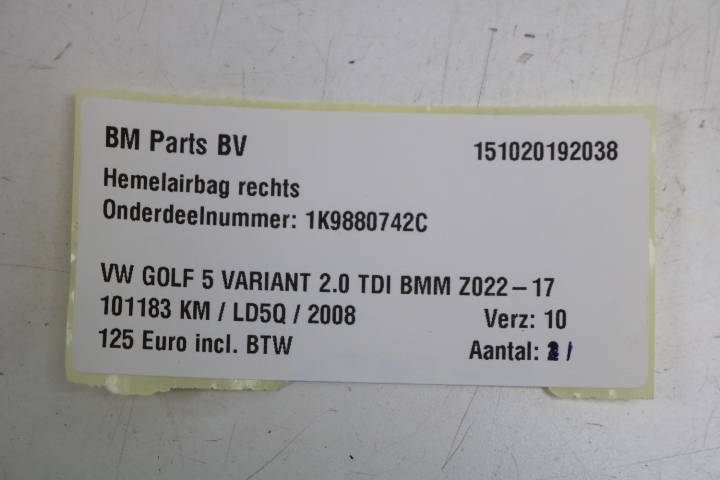 BM Parts BV 151020192038
Hemelairbag rechts
Onderdeelnummer: 1K9880742C
VW GOLF 5 VARIANT 2.0 TDI BMM Z022-17
101183 KM / LD5Q / 2008 Verz: 10
125 Euro incl. BTW Aantal: 1